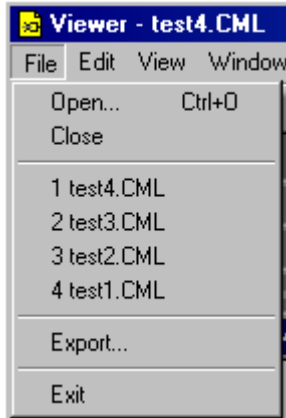 Viewer - test4.CML
File Edit View Window
Open... Ctrl+O
Close
1 test4.CML
2 test3.CML
3 test2.CML
4 test1.CML
Export...
Exit